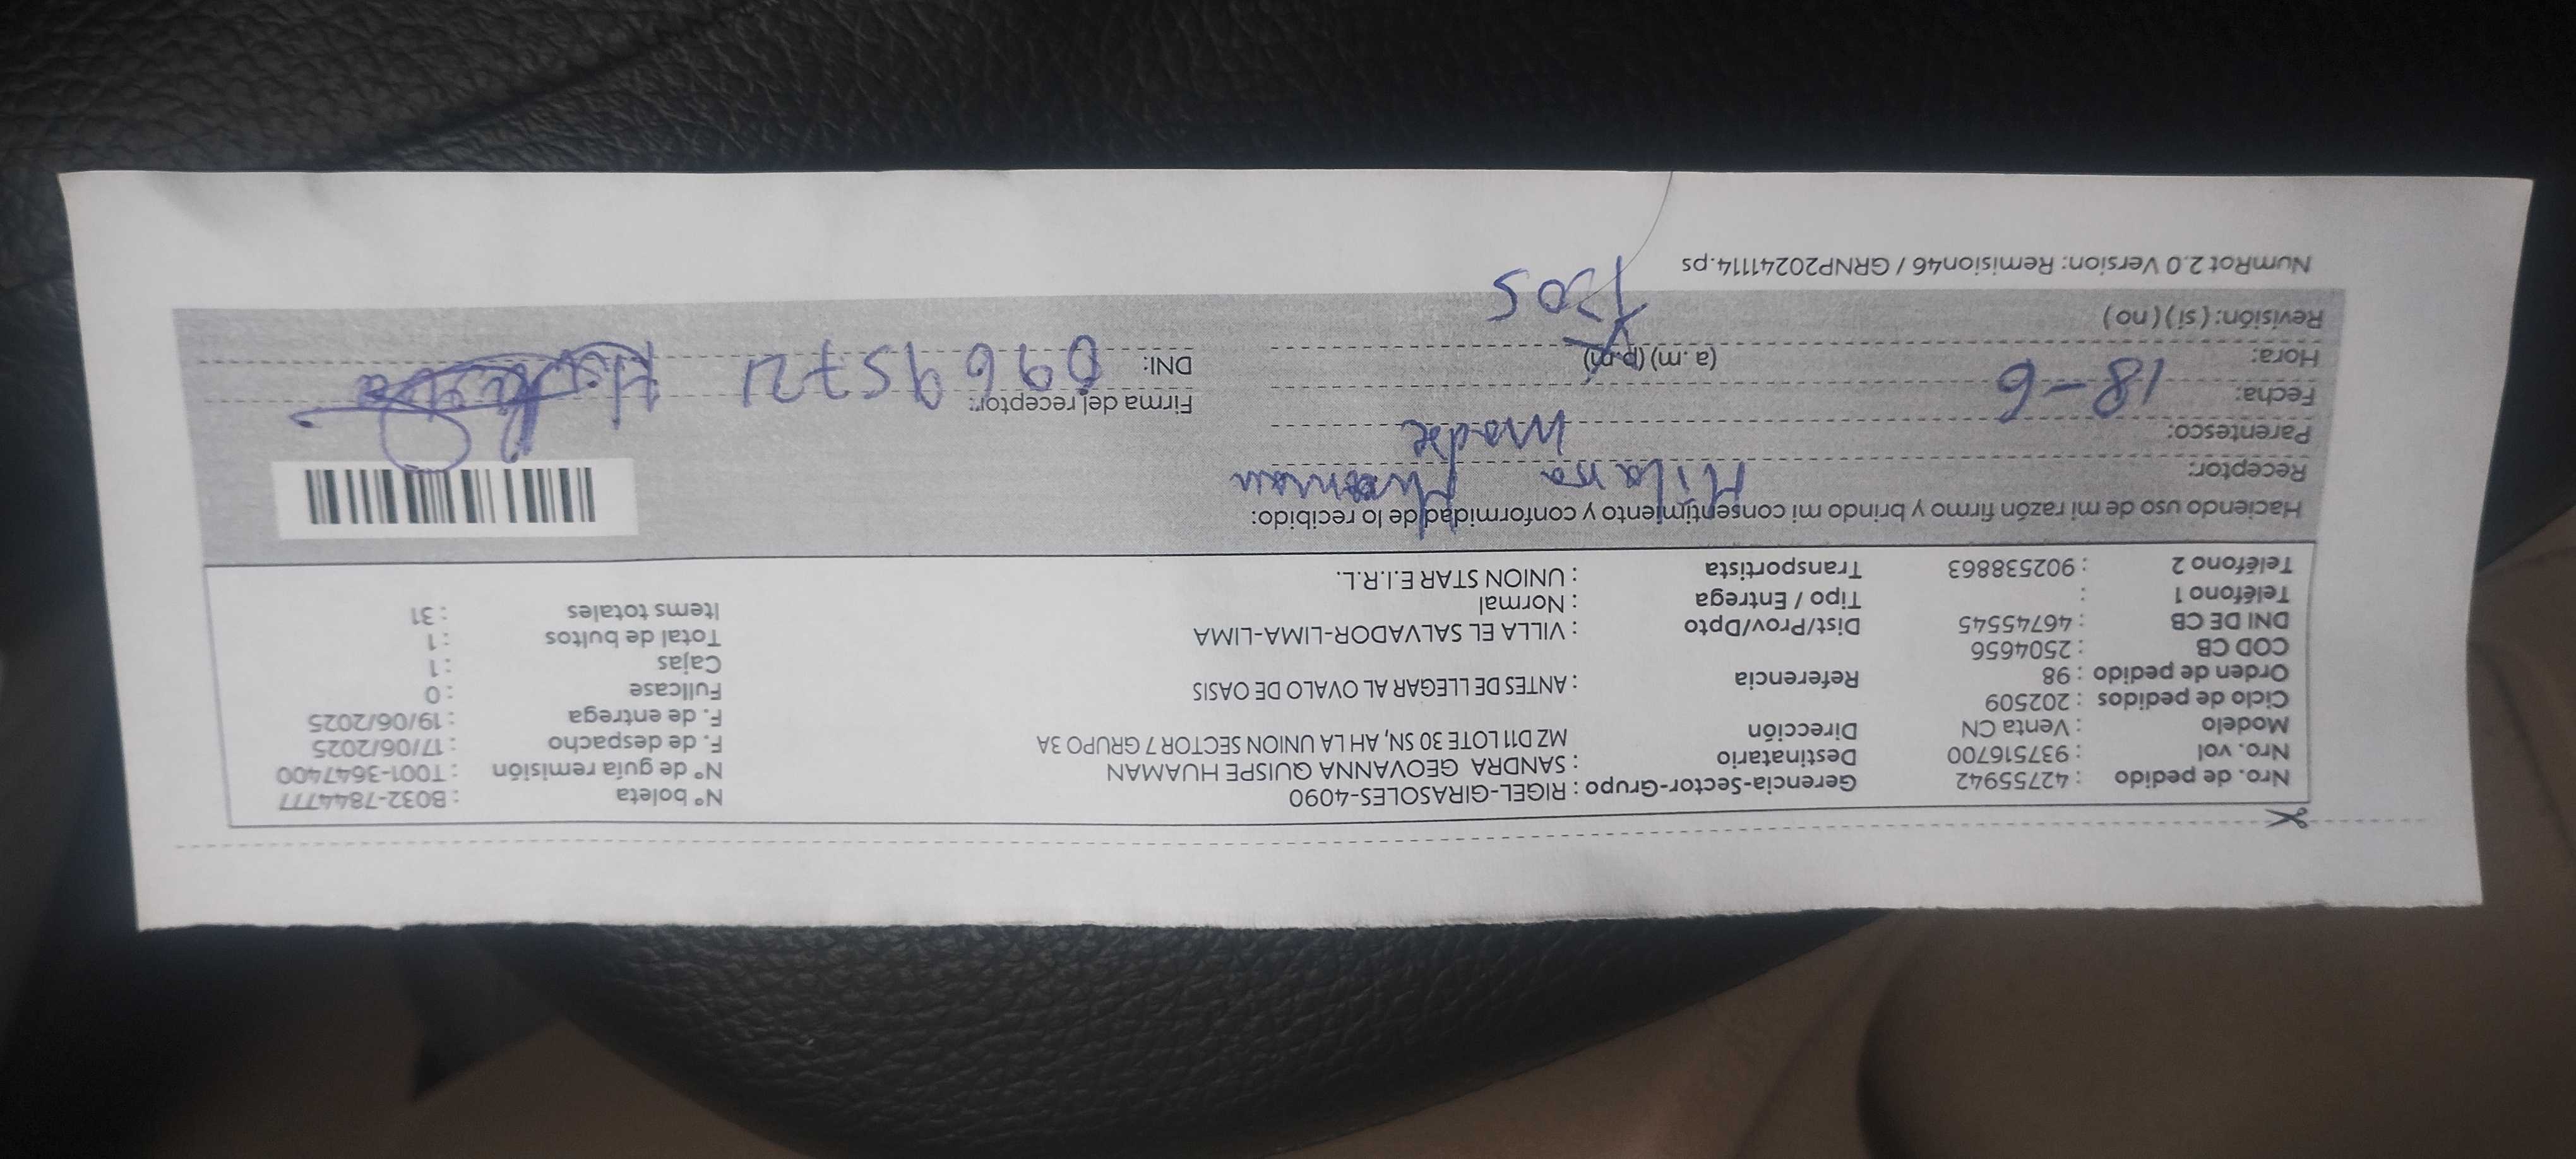 Nro. de pedido : 42755942 Gerencia-Sector-Grupo : RIGEL-GIRASOLES-4090 N° boleta : B032-7844777
Nro. vol : 937516700 Destinatario : SANDRA GEOVANNA QUISPE HUAMAN N° de guía remisión : T001-3647400
Modelo : Venta CN Dirección MZ D11 LOTE 30 SN, AH LA UNION SECTOR 7 GRUPO 3A F. de despacho : 17/06/2025
Ciclo de pedidos : 202509 F. de entrega : 19/06/2025
Orden de pedido : 98 Referencia : ANTES DE LLEGAR AL OVALO DE OASIS Fullcase : 0
COD CB : 2504656 Cajas : 1
DNI DE CB : 46745545 Dist/Prov/Dpto : VILLA EL SALVADOR-LIMA-LIMA Total de bultos : 1
Teléfono 1 : Tipo / Entrega : Normal Items totales : 31
Teléfono 2 : 902538863 Transportista : UNION STAR E.I.R.L.
Haciendo uso de mi razón firmo y brindo mi consentimiento y conformidad de lo recibido:
Receptor: Huaman
Parentesco: madre
Fecha: 18-6 Firma del receptor:
Hora: (a. m) (p.m) DNI:
Revisión: ( si ) ( no )
NumRot 2.0 Version: Remision46 / GRNP20241114.ps